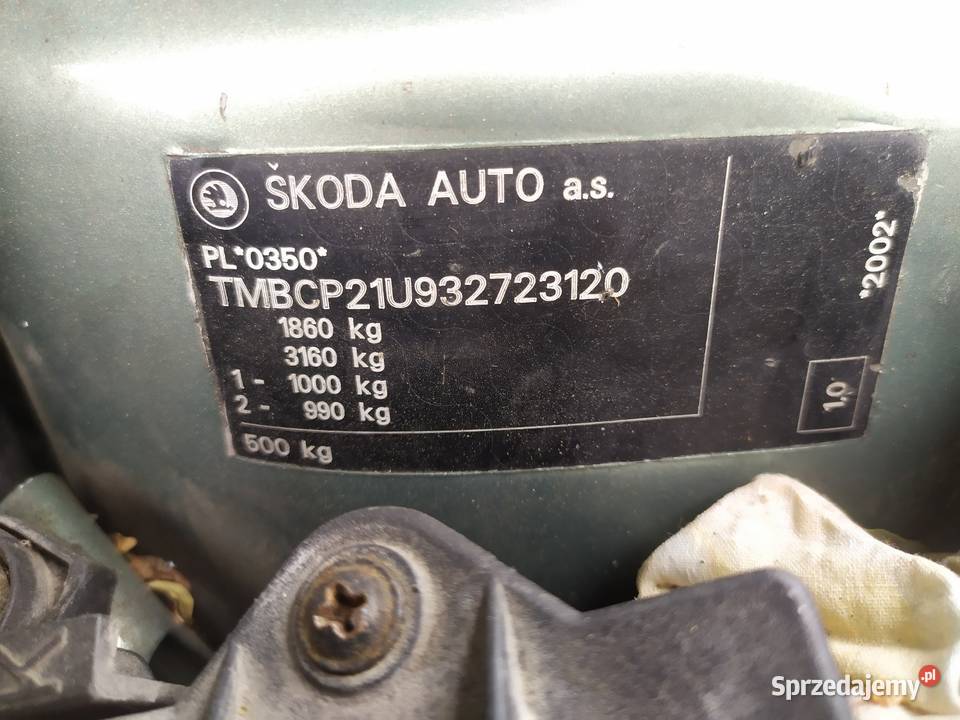 ŠKODA AUTO a.s.
PL*0350*
TMBCP21U932723120
1860 kg
3160 kg
1 - 1000 kg
2 - 990 kg
500 kg
*2002*
1,0
Sprzedajemy.pl